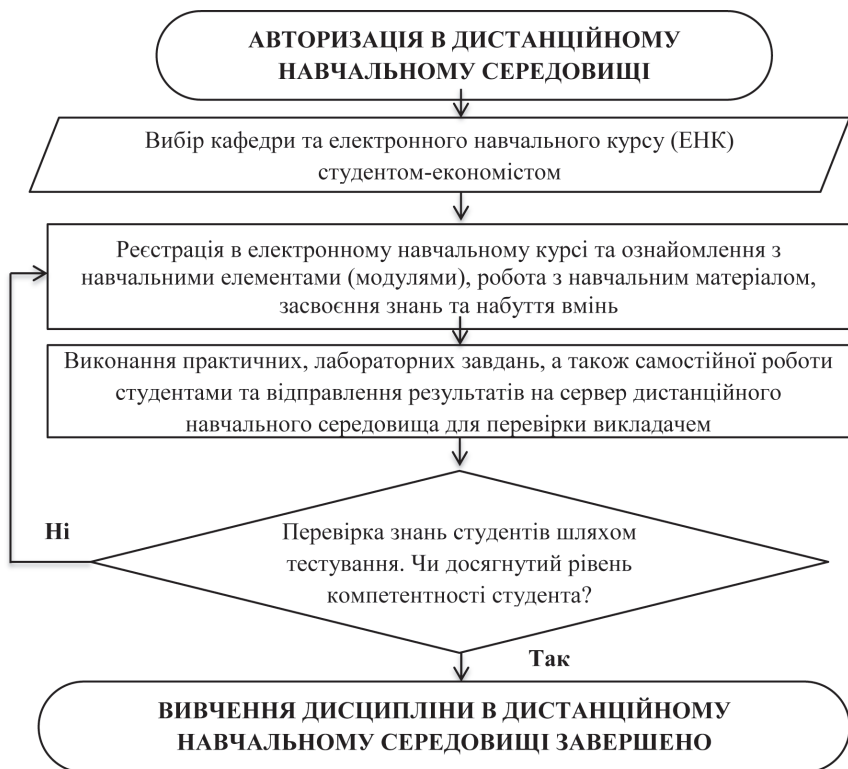 АВТОРИЗАЦІЯ В ДИСТАНЦІЙНОМУ
НАВЧАЛЬНОМУ СЕРЕДОВИЩІ
Вибір кафедри та електронного навчального курсу (ЕНК)
студентом-економістом
Реєстрація в електронному навчальному курсі та ознайомлення з
навчальними елементами (модулями), робота з навчальним матеріалом,
засвоєння знань та набуття вмінь
Виконання практичних, лабораторних завдань, а також самостійної роботи
студентами та відправлення результатів на сервер дистанційного
навчального середовища для перевірки викладачем
Ні
Перевірка знань студентів шляхом
тестування. Чи досягнутий рівень
компетентності студента?
Так
ВИВЧЕННЯ ДИСЦИПЛІНИ В ДИСТАНЦІЙНОМУ
НАВЧАЛЬНОМУ СЕРЕДОВИЩІ ЗАВЕРШЕНО